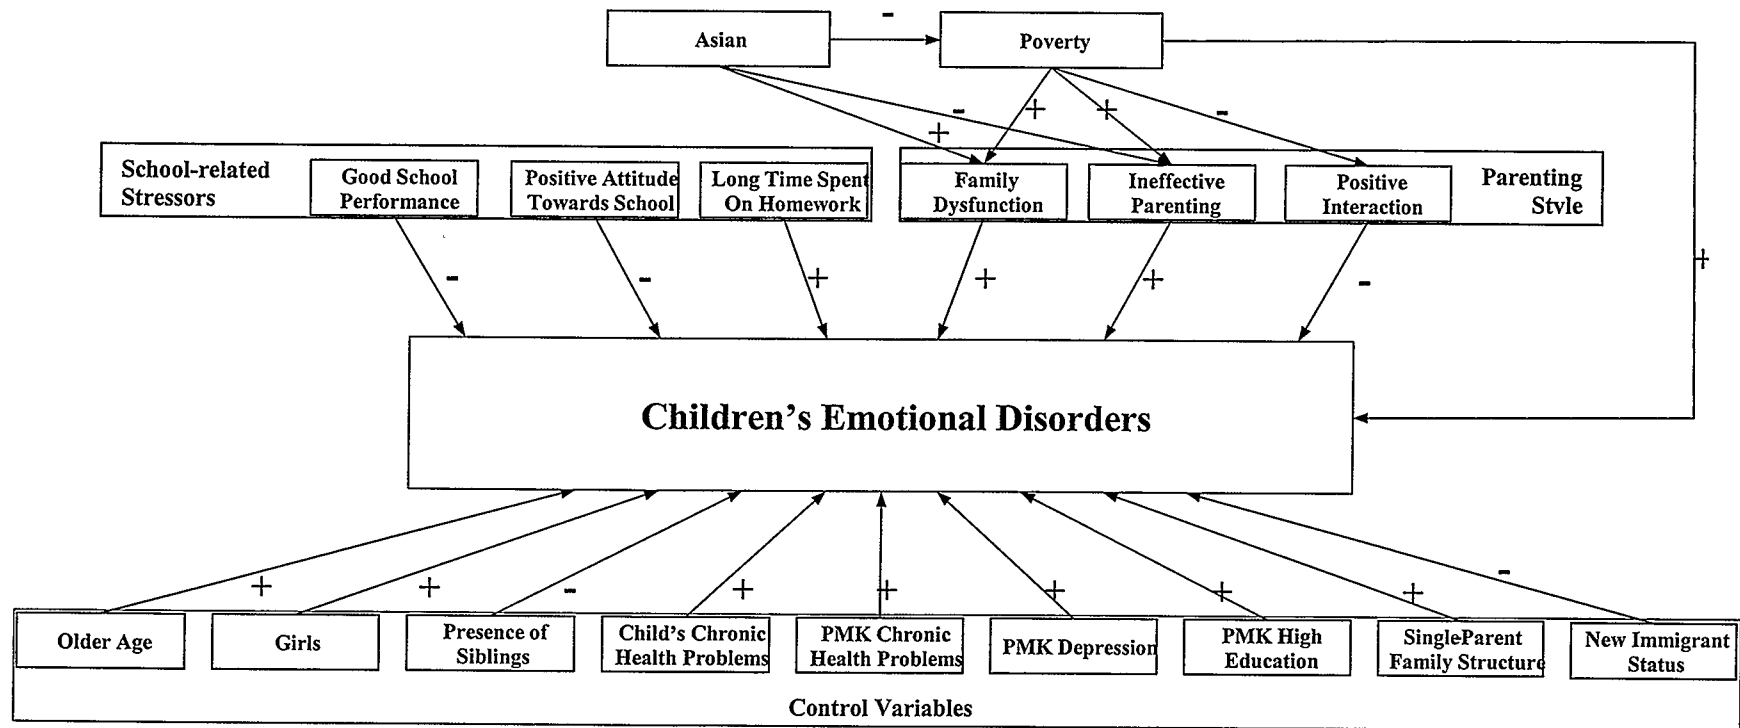 -
Asian
Poverty
-
+
+
-
+
School-related
Stressors
Good School
Performance
Positive Attitude
Towards School
Long Time Spent
On Homework
Family
Dysfunction
Ineffective
Parenting
Positive
Interaction
Parenting
Style
-
-
+
+
+
-
+
Children's Emotional Disorders
+
+
-
+
+
+
+
+
-
Older Age
Girls
Presence of
Siblings
Child's Chronic
Health Problems
PMK Chronic
Health Problems
PMK Depression
PMK High
Education
SingleParent
Family Structure
New Immigrant
Status
Control Variables